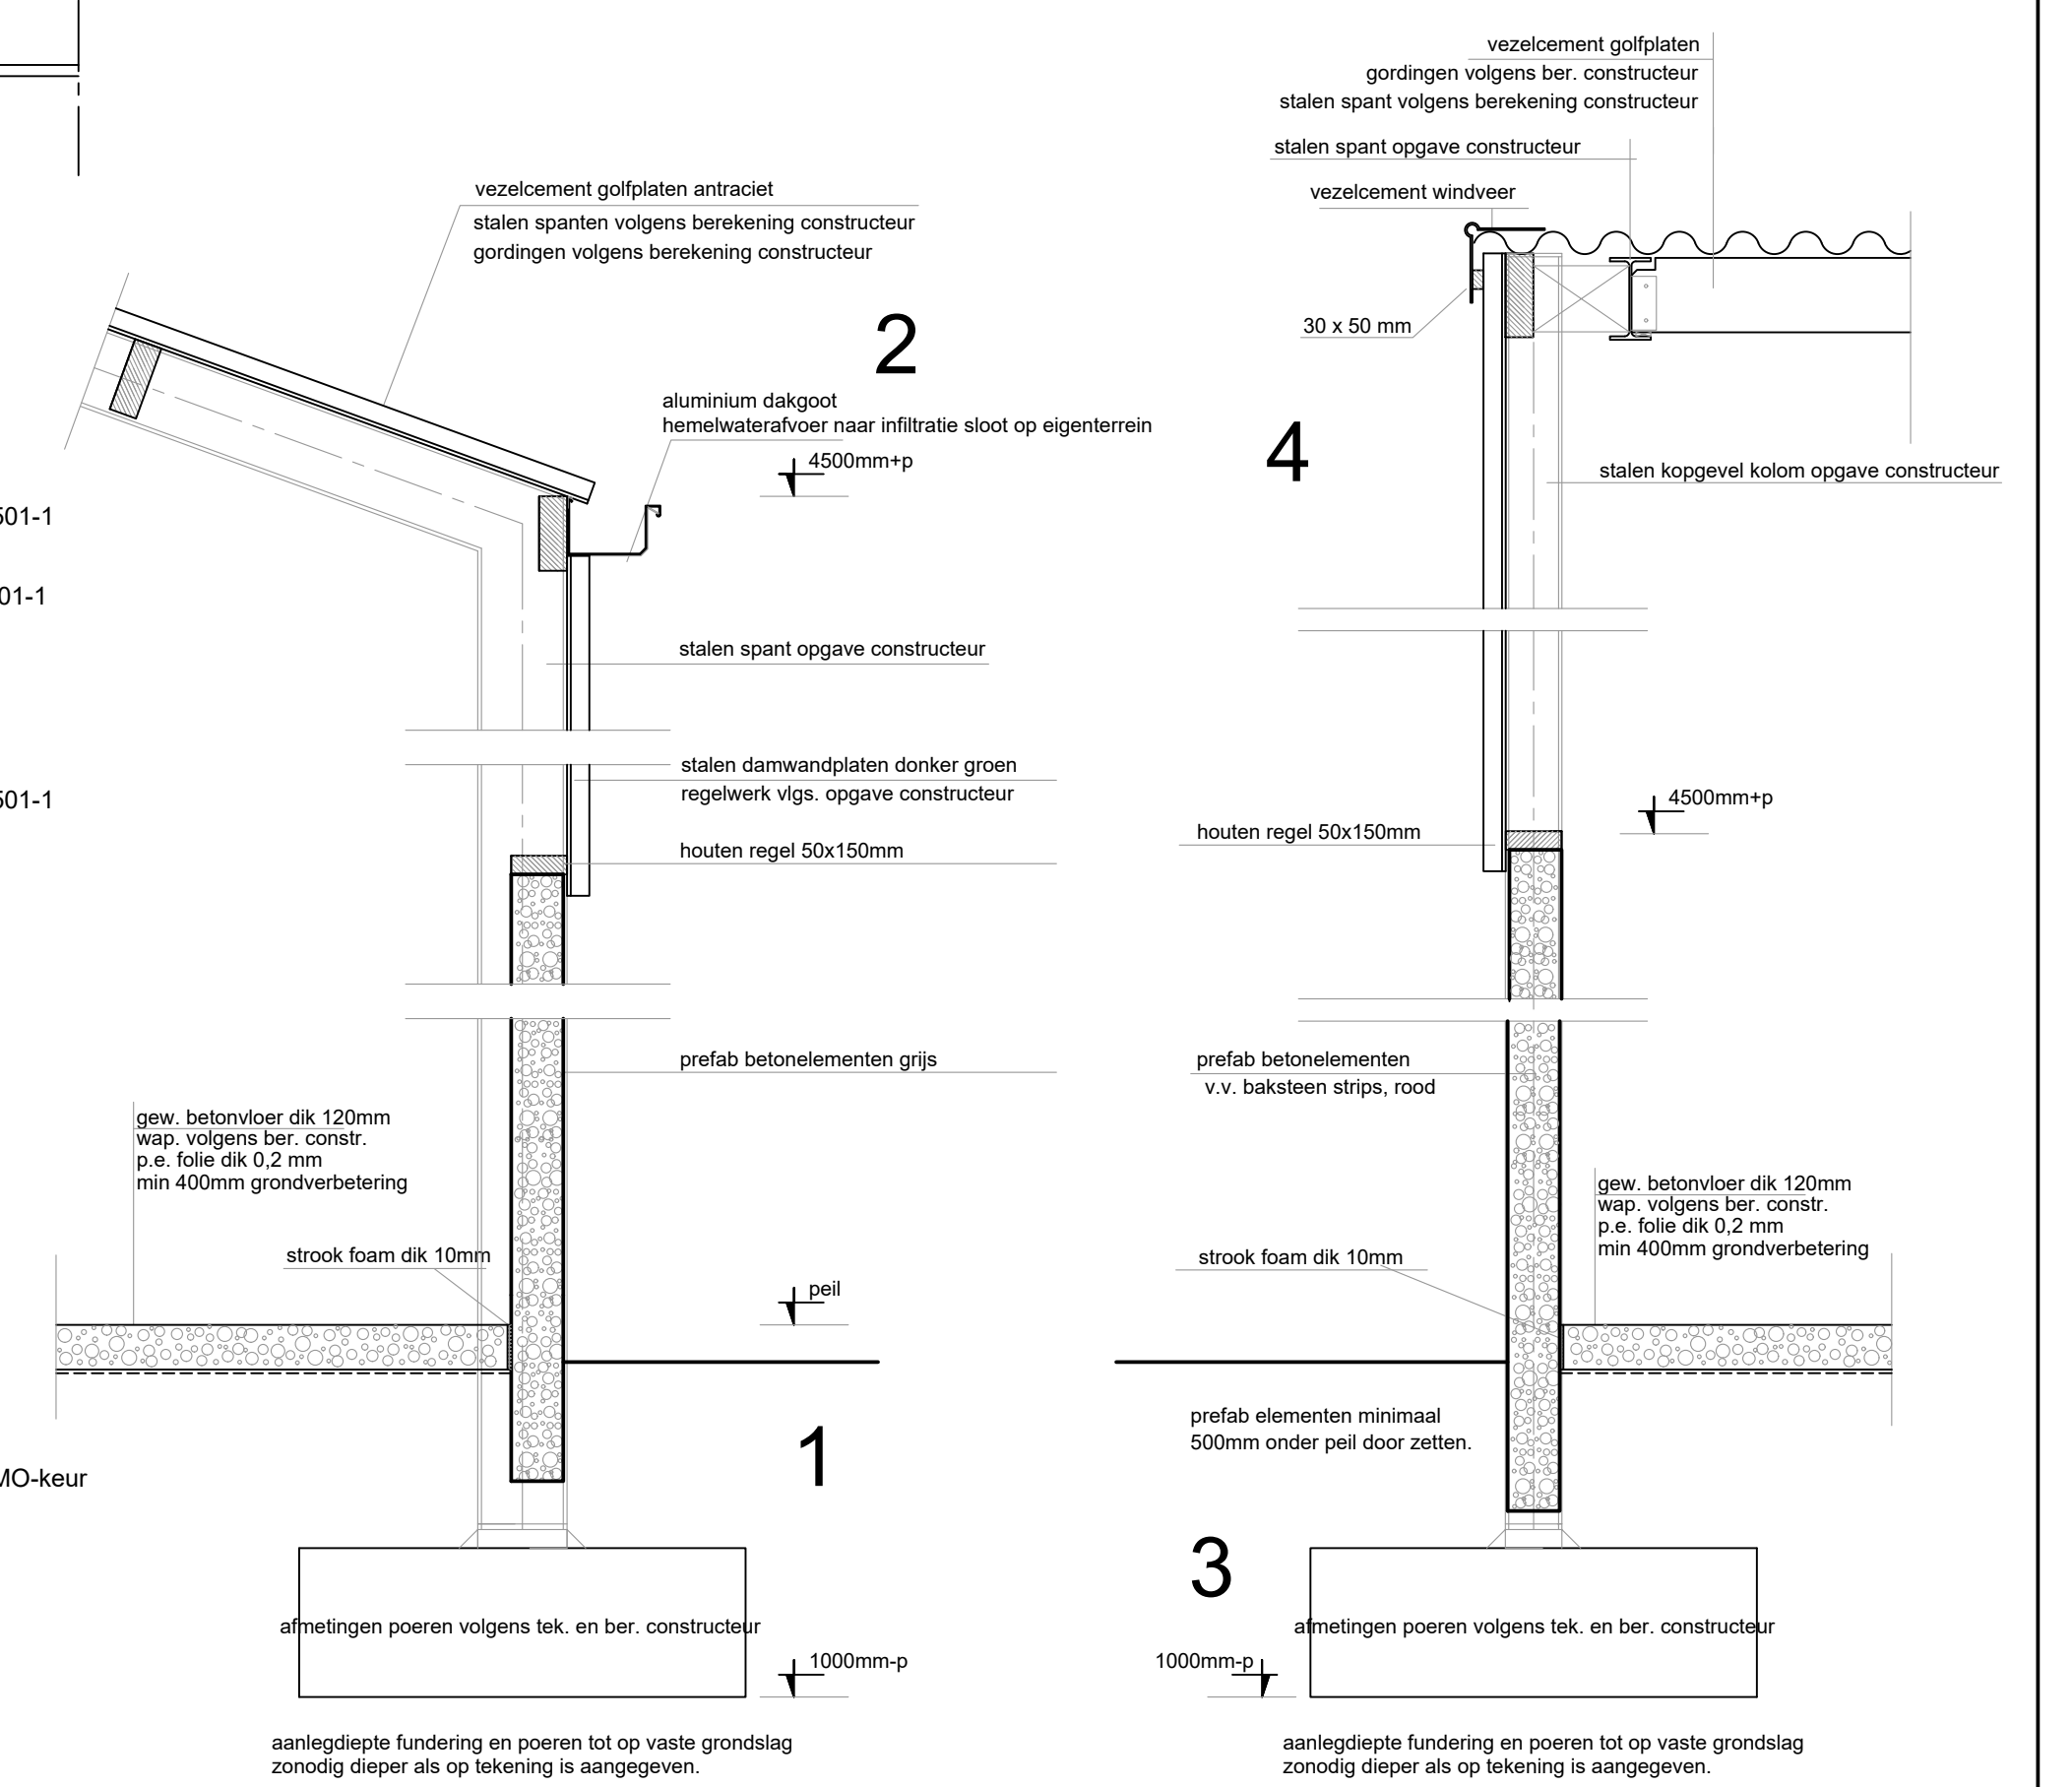 vezelcement golfplaten antraciet
stalen spanten volgens berekening constructeur
gordingen volgens berekening constructeur
2
aluminium dakgoot
hemelwaterafvoer naar infiltratie sloot op eigenterrein
4500mm+p
501-1
01-1
stalen spant opgave constructeur
stalen damwandplaten donker groen
regelwerk vlgs. opgave constructeur
501-1
houten regel 50x150mm
prefab betonelementen grijs
gew. betonvloer dik 120mm
wap. volgens ber. constr.
p.e. folie dik 0,2 mm
min 400mm grondverbetering
strook foam dik 10mm
peil
1
MO-keur
afmetingen poeren volgens tek. en ber. constructeur
1000mm-p
aanlegdiepte fundering en poeren tot op vaste grondslag
zonodig dieper als op tekening is aangegeven.
vezelcement golfplaten
gordingen volgens ber. constructeur
stalen spant volgens berekening constructeur
stalen spant opgave constructeur
vezelcement windveer
30 x 50 mm
4
stalen kopgevel kolom opgave constructeur
4500mm+p
houten regel 50x150mm
prefab betonelementen
v.v. baksteen strips, rood
gew. betonvloer dik 120mm
wap. volgens ber. constr.
p.e. folie dik 0,2 mm
min 400mm grondverbetering
strook foam dik 10mm
prefab elementen minimaal
500mm onder peil door zetten.
3
afmetingen poeren volgens tek. en ber. constructeur
1000mm-p
aanlegdiepte fundering en poeren tot op vaste grondslag
zonodig dieper als op tekening is aangegeven.